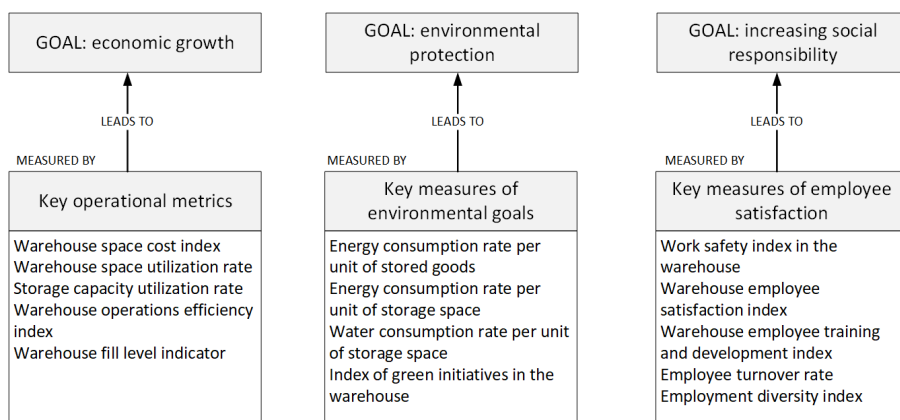 GOAL: economic growth
LEADS TO
MEASURED BY
Key operational metrics
Warehouse space cost index
Warehouse space utilization rate
Storage capacity utilization rate
Warehouse operations efficiency
index
Warehouse fill level indicator
GOAL: environmental
protection
LEADS TO
MEASURED BY
Key measures of
environmental goals
Energy consumption rate per
unit of stored goods
Energy consumption rate per
unit of storage space
Water consumption rate per unit
of storage space
Index of green initiatives in the
warehouse
GOAL: increasing social
responsibility
LEADS TO
MEASURED BY
Key measures of employee
satisfaction
Work safety index in the
warehouse
Warehouse employee
satisfaction index
Warehouse employee training
and development index
Employee turnover rate
Employment diversity index